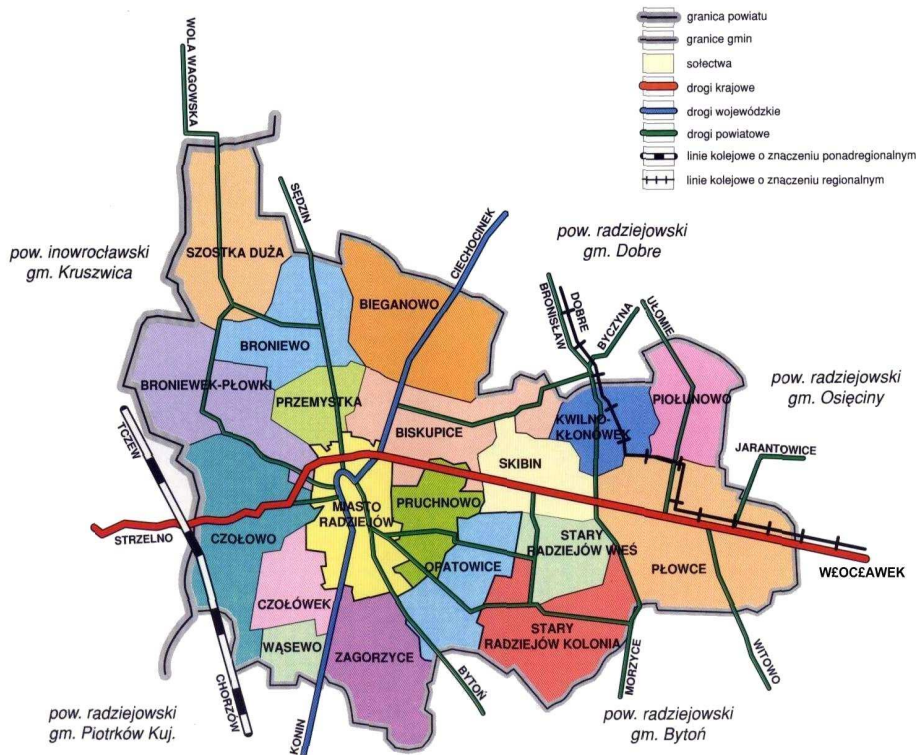 granica powiatu
granice gmin
sołectwa
drogi krajowe
drogi wojewódzkie
drogi powiatowe
linie kolejowe o znaczeniu ponadregionalnym
linie kolejowe o znaczeniu regionalnym
WOLA WAGOWSKA
SĘDZIN
CIECHOCINEK
pow. inowrocławski
gm. Kruszwica
SZOSTKA DUŻA
pow. radziejowski
gm. Dobre
BRONISŁAW
DOBRE
BYCZYNA
UŁOMIE
BIEGANOWO
BRONIEWO
BRONIEWEK-PŁOWKI
PRZEMYSTKA
PIOŁUNOWO
pow. radziejowski
gm. Osięciny
TCZEW
BISKUPICE
KWILNO-
KŁONÓWEK
SKIBIN
JARANTOWICE
MIASTO
RADZIEJÓW
PRUCHNOWO
STRZELNO
CZOŁOWO
STARY
RADZIEJÓW WIEŚ
OPATOWICE
PŁOWCE
W£OC£AWEK
CZOŁÓWEK
WĄSEWO
STARY
RADZIEJÓW KOLONIA
ZAGORZYCE
BYTOŃ
MORZYCE
WITOWO
CHORZÓW
KONIN
pow. radziejowski
gm. Piotrków Kuj.
pow. radziejowski
gm. Bytoń